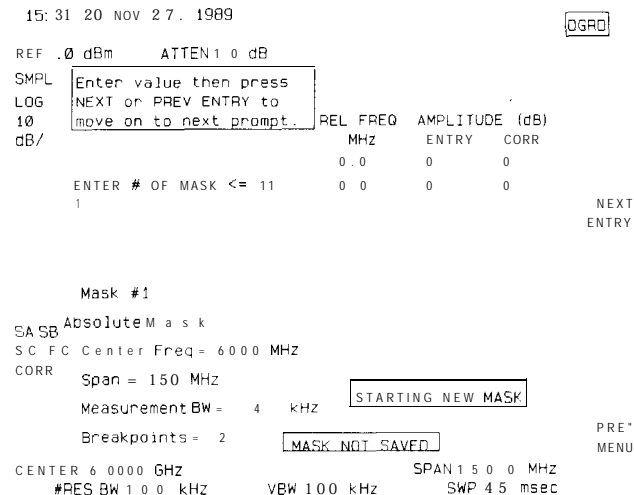 15:31 20 NOV 27. 1989
DGRD
REF .0 dBm ATTEN 10 dB
SMPL
LOG
10
dB/
Enter value then press
NEXT or PREV ENTRY to
move on to next prompt.
REL FREQ AMPLITUDE (dB)
MHz ENTRY CORR
0.0 0 0
ENTER # OF MASK <= 11 0 0 0 0
1
NEXT
ENTRY
Mask #1
Absolute Mask
SA SB
SC FC Center Freq = 6000 MHz
CORR
Span = 150 MHz
STARTING NEW MASK
Measurement BW = 4 kHz
Breakpoints = 2
MASK NOT SAVED
PRE"
MENU
CENTER 6 0000 GHz SPAN 150 0 MHz
#RES BW 100 kHz VBW 100 kHz SWP 45 msec